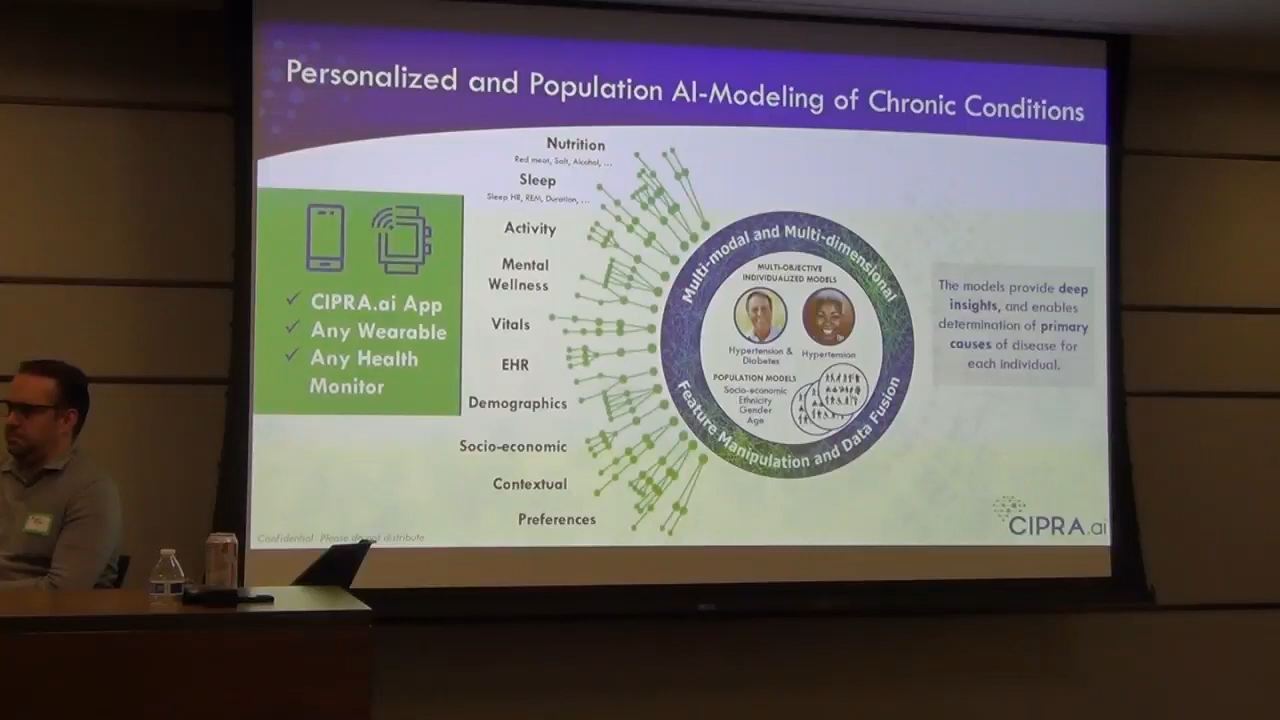 Personalized and Population AI-Modeling of Chronic Conditions
Nutrition
Red meat, Salt, Alcohol, ...
Sleep
Sleep HR, REM, Duration, ...
Activity
Mental
Wellness
Vitals
EHR
Demographics
Socio-economic
Contextual
Preferences
✓ CIPRA.ai App
✓ Any Wearable
✓ Any Health
Monitor
Multi-modal and Multi-dimensional
MULTI-OBJECTIVE
INDIVIDUALIZED MODELS
Hypertension &
Diabetes
Hypertension
POPULATION MODELS
Socio-economic
Ethnicity
Gender
Age
Feature Manipulation and Data Fusion
The models provide deep
insights, and enables
determination of primary
causes of disease for
each individual.
CIPRA.ai
Confidential: Please do not distribute